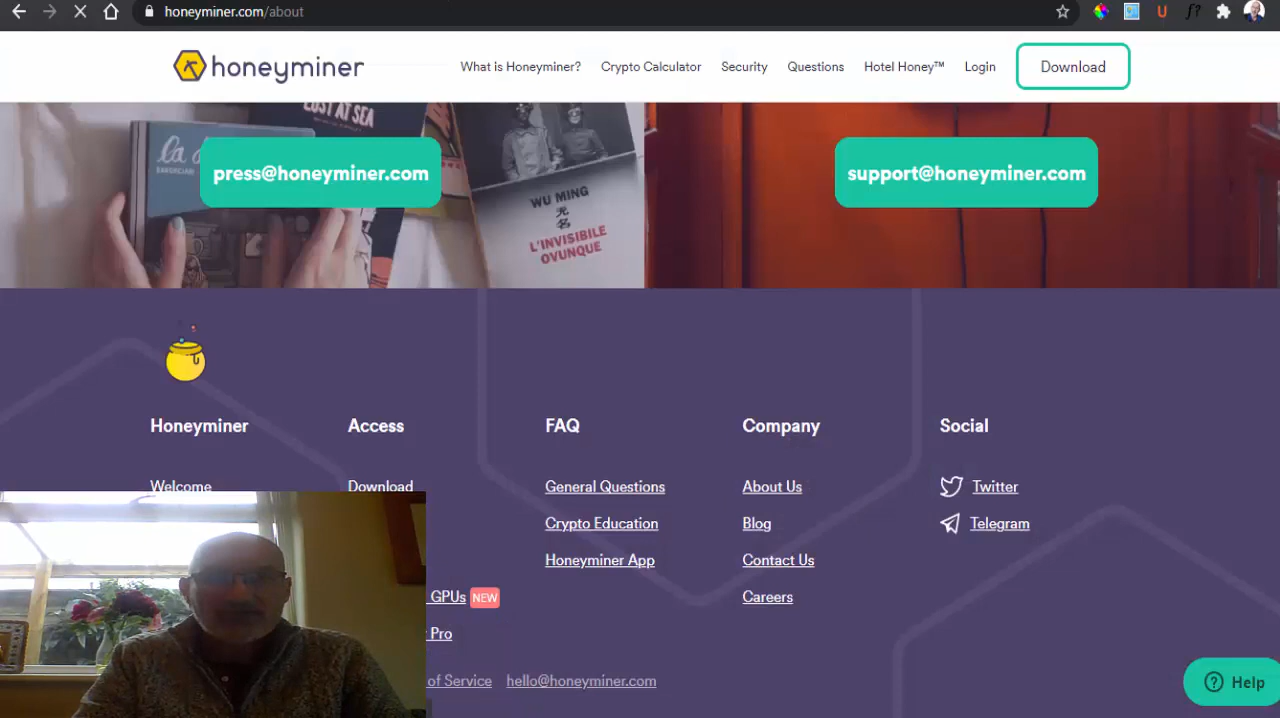 honeyminer.com/about
honeyminer
What is Honeyminer?
Crypto Calculator
Security
Questions
Hotel Honey™
Login
Download
LOST AT SEA
la
press@honeyminer.com
support@honeyminer.com
WU MING
无
名
L'INVISIBILE
OVUNQUE
Honeyminer
Access
FAQ
Company
Social
Welcome
Download
General Questions
About Us
Twitter
Crypto Education
Blog
Telegram
Honeyminer App
Contact Us
GPUs NEW
Careers
Pro
of Service
hello@honeyminer.com
Help